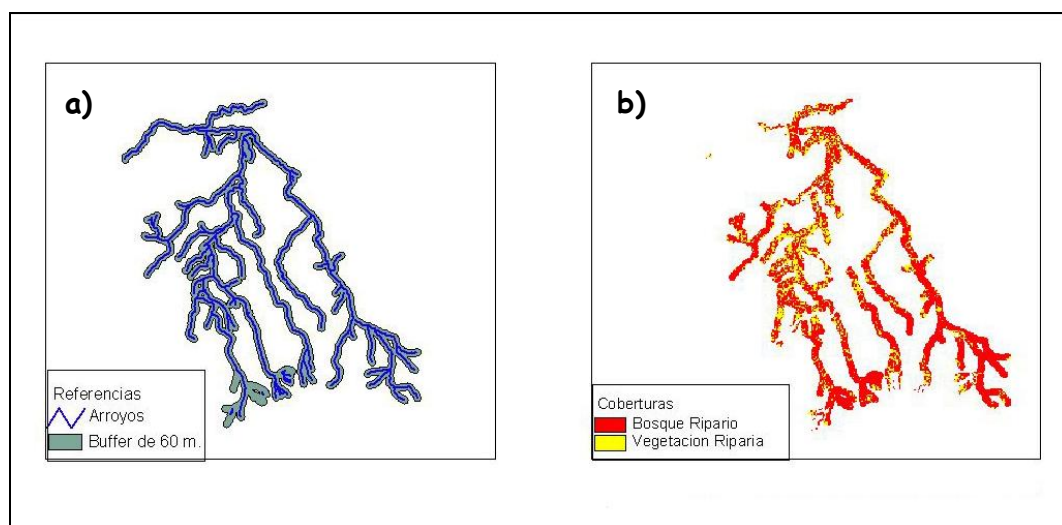 a)
Referencias
Arroyos
Buffer de 60 m.
b)
Coberturas
Bosque Ripario
Vegetacion Riparia